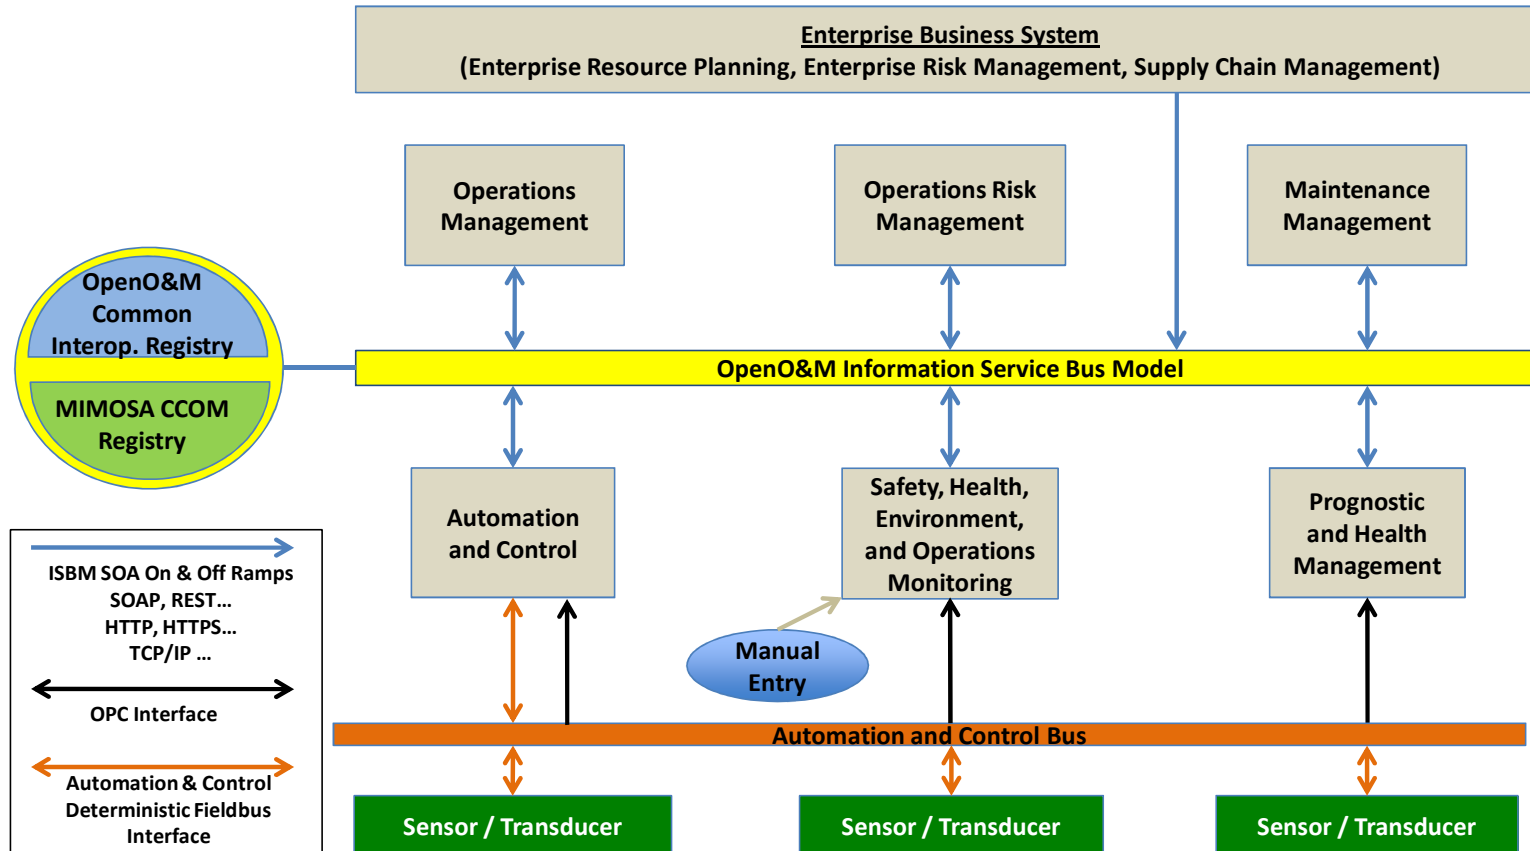 Enterprise Business System
(Enterprise Resource Planning, Enterprise Risk Management, Supply Chain Management)
Operations
Management
Operations Risk
Management
Maintenance
Management
OpenO&M
Common
Interop. Registry
MIMOSA CCOM
Registry
OpenO&M Information Service Bus Model
Automation
and Control
Safety, Health,
Environment,
and Operations
Monitoring
Prognostic
and Health
Management
ISBM SOA On & Off Ramps
SOAP, REST...
HTTP, HTTPS...
TCP/IP ...
OPC Interface
Automation & Control
Deterministic Fieldbus
Interface
Manual
Entry
Automation and Control Bus
Sensor / Transducer
Sensor / Transducer
Sensor / Transducer